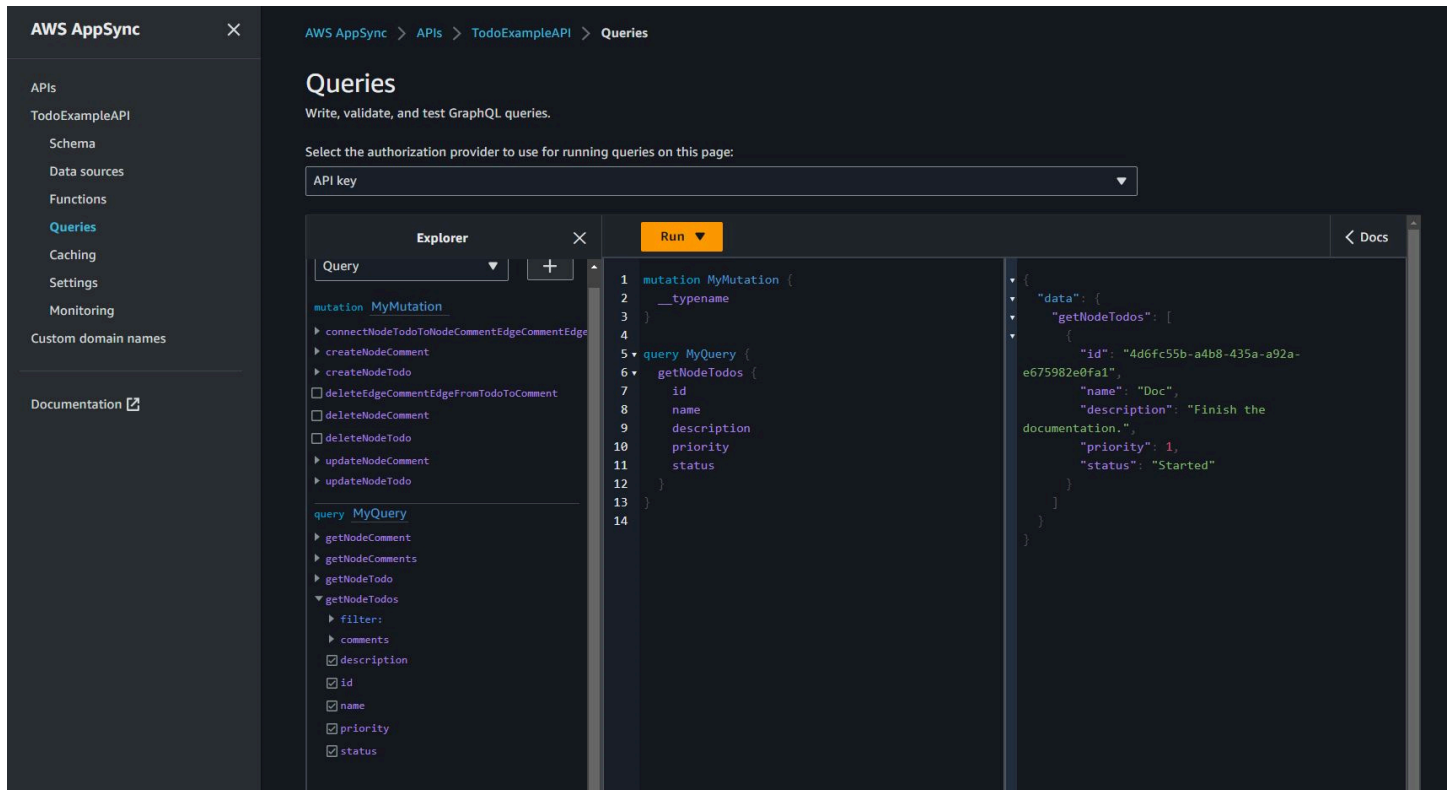 AWS AppSync
APIs
TodoExampleAPI
Schema
Data sources
Functions
Queries
Caching
Settings
Monitoring
Custom domain names
Documentation
AWS AppSync > APIs > TodoExampleAPI > Queries
Queries
Write, validate, and test GraphQL queries.
Select the authorization provider to use for running queries on this page:
API key
Explorer
Query
mutation MyMutation
connectNodeTodoToNodeCommentEdgeCommentEdge
createNodeComment
createNodeTodo
deleteEdgeCommentEdgeFromTodoToComment
deleteNodeComment
deleteNodeTodo
updateNodeComment
updateNodeTodo
query MyQuery
getNodeComment
getNodeComments
getNodeTodo
getNodeTodos
filter:
comments
description
id
name
priority
status
Run
< Docs
1 mutation MyMutation {
2 __typename
3 }
4
5 query MyQuery {
6 getNodeTodos {
7 id
8 name
9 description
10 priority
11 status
12 }
13 }
14
{
"data": {
"getNodeTodos": [
{
"id": "4d6fc55b-a4b8-435a-a92a-
e675982e0fa1",
"name": "Doc",
"description": "Finish the
documentation.",
"priority": 1,
"status": "Started"
}
]
}
}